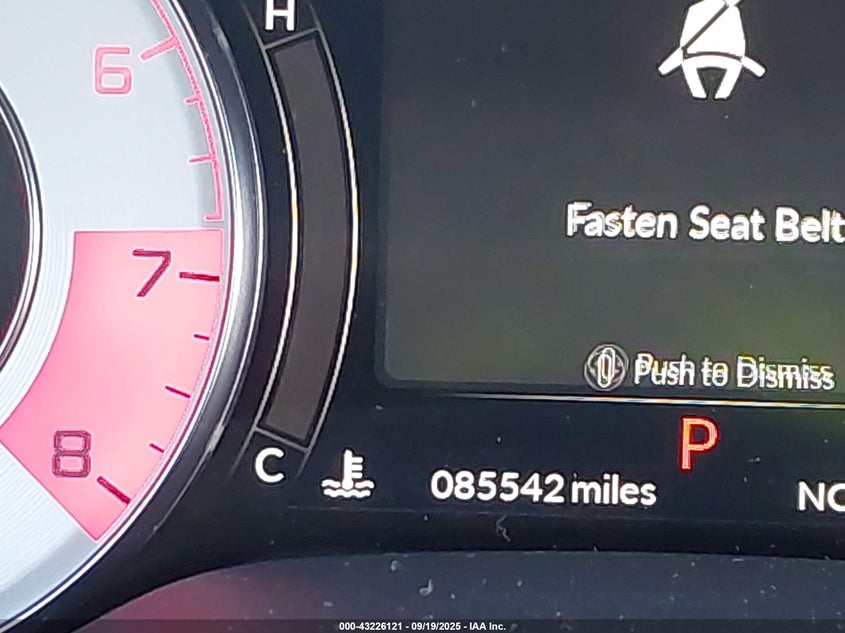 H
6
Fasten Seat Belt
7
Push to Dismiss
P
8
C
085542 miles
000-43226121 - 09/19/2025 - IAA Inc.